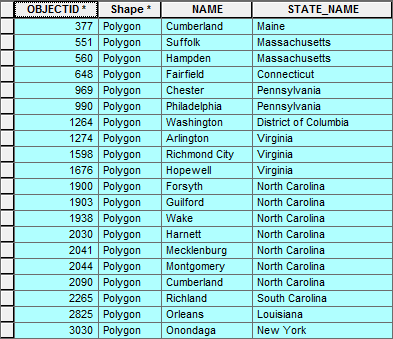 OBJECTID * Shape * NAME STATE_NAME
377 Polygon Cumberland Maine
551 Polygon Suffolk Massachusetts
560 Polygon Hampden Massachusetts
648 Polygon Fairfield Connecticut
969 Polygon Chester Pennsylvania
990 Polygon Philadelphia Pennsylvania
1264 Polygon Washington District of Columbia
1274 Polygon Arlington Virginia
1598 Polygon Richmond City Virginia
1676 Polygon Hopewell Virginia
1900 Polygon Forsyth North Carolina
1903 Polygon Guilford North Carolina
1938 Polygon Wake North Carolina
2030 Polygon Harnett North Carolina
2041 Polygon Mecklenburg North Carolina
2044 Polygon Montgomery North Carolina
2090 Polygon Cumberland North Carolina
2265 Polygon Richland South Carolina
2825 Polygon Orleans Louisiana
3030 Polygon Onondaga New York